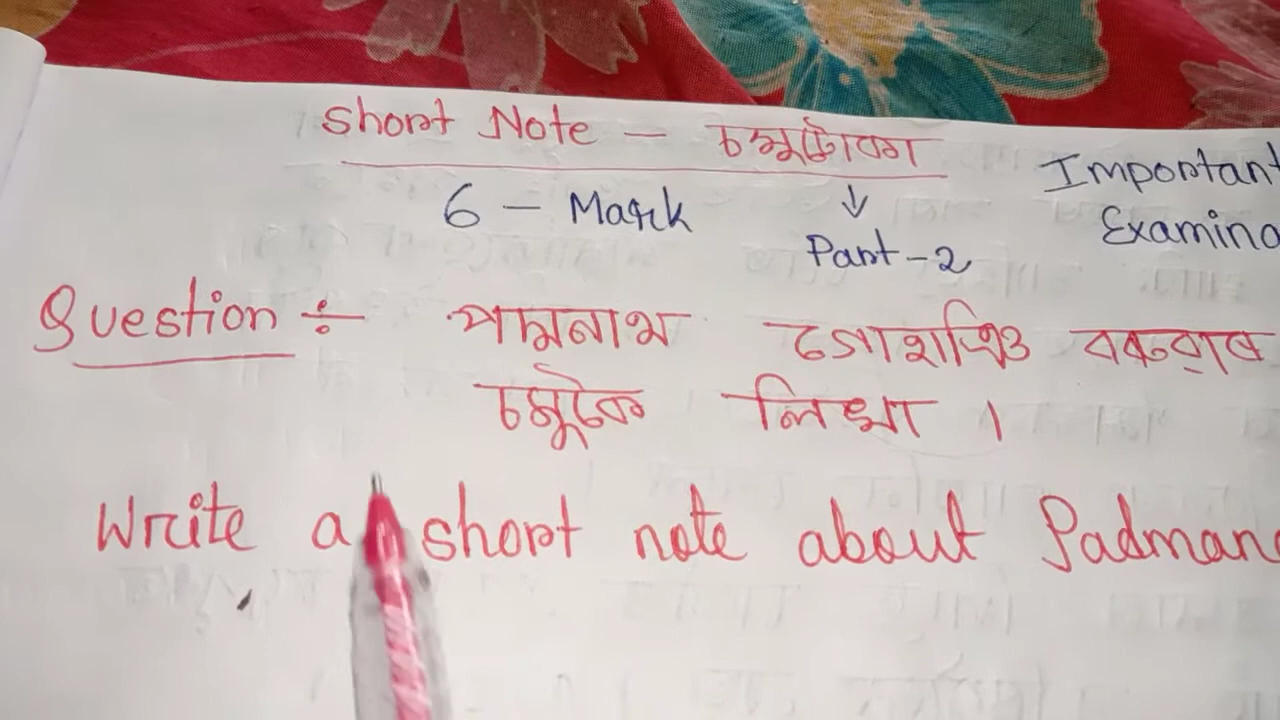 Short Note - চমুটোকা
6 - Mark
↓
Part-2
Important
Examina
Question ÷ পদ্মনাভ গোহাঞিও বৰুৱাৰ
চমুকৈ লিখা ।
Write a short note about Padmana